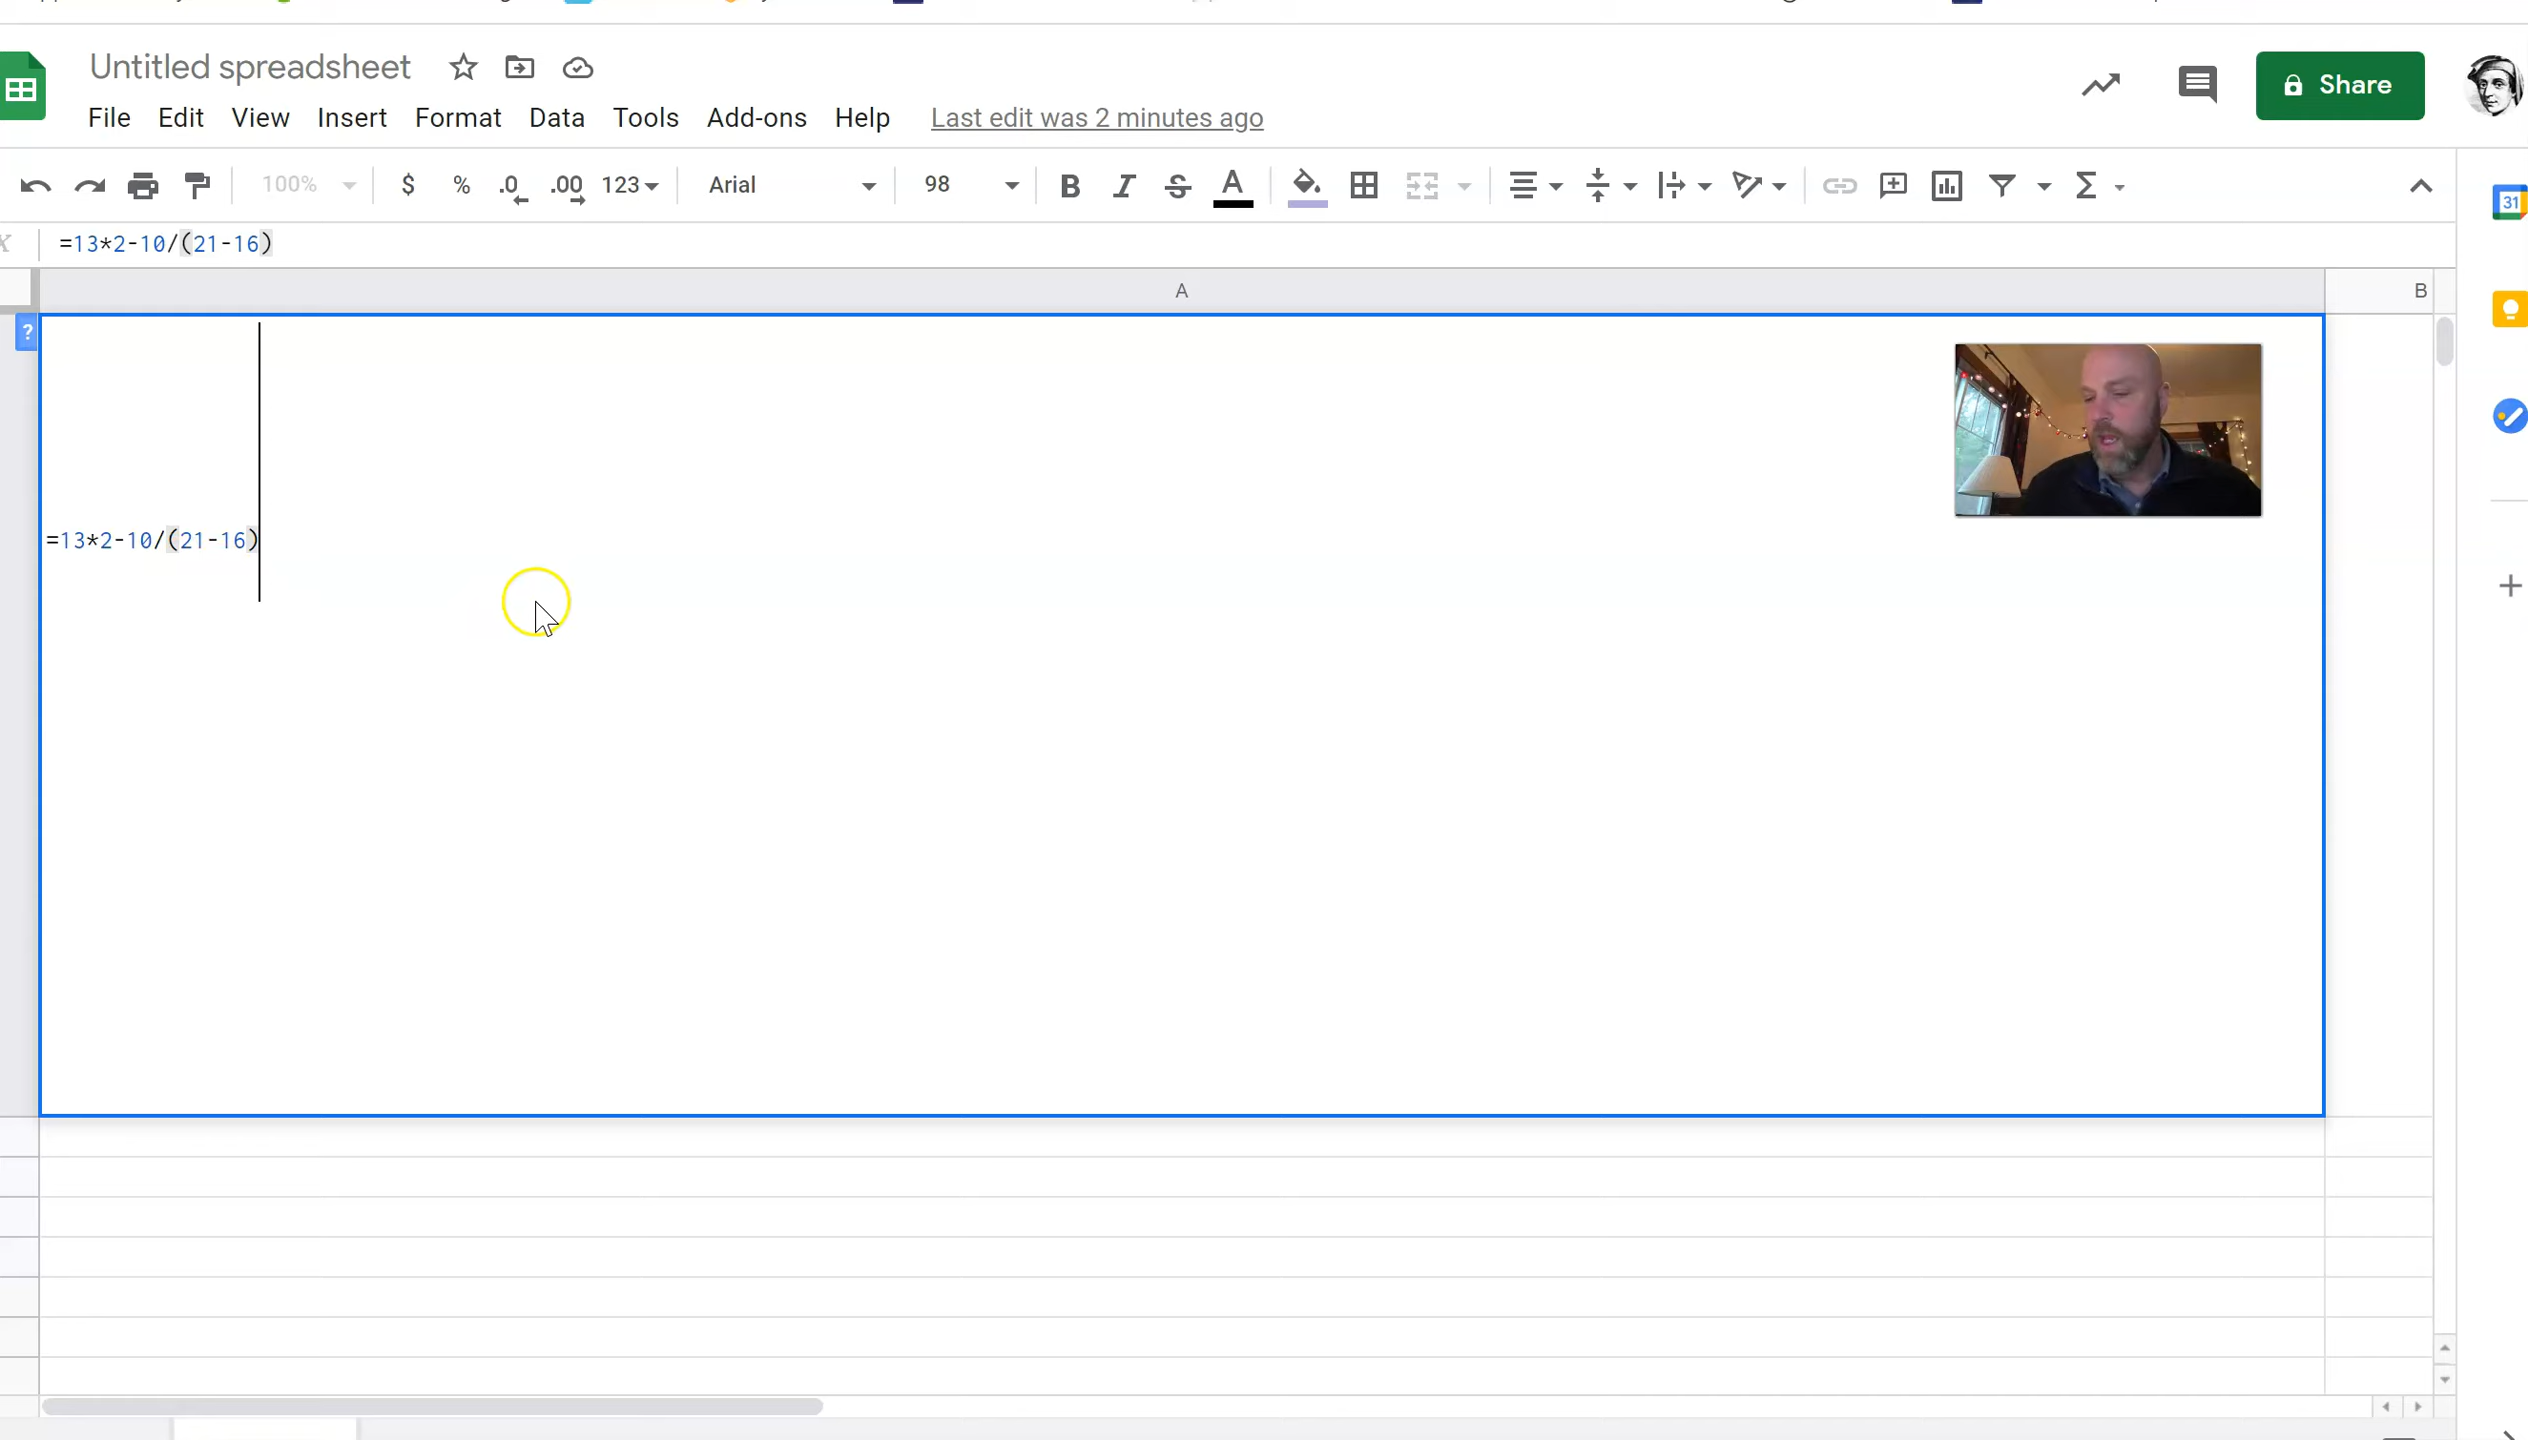 Untitled spreadsheet
File Edit View Insert Format Data Tools Add-ons Help Last edit was 2 minutes ago
Share
100% $ % .0 .00 123 Arial 98 B I S A Σ
31
=13*2-10/(21-16)
A B
?
=13*2-10/(21-16)